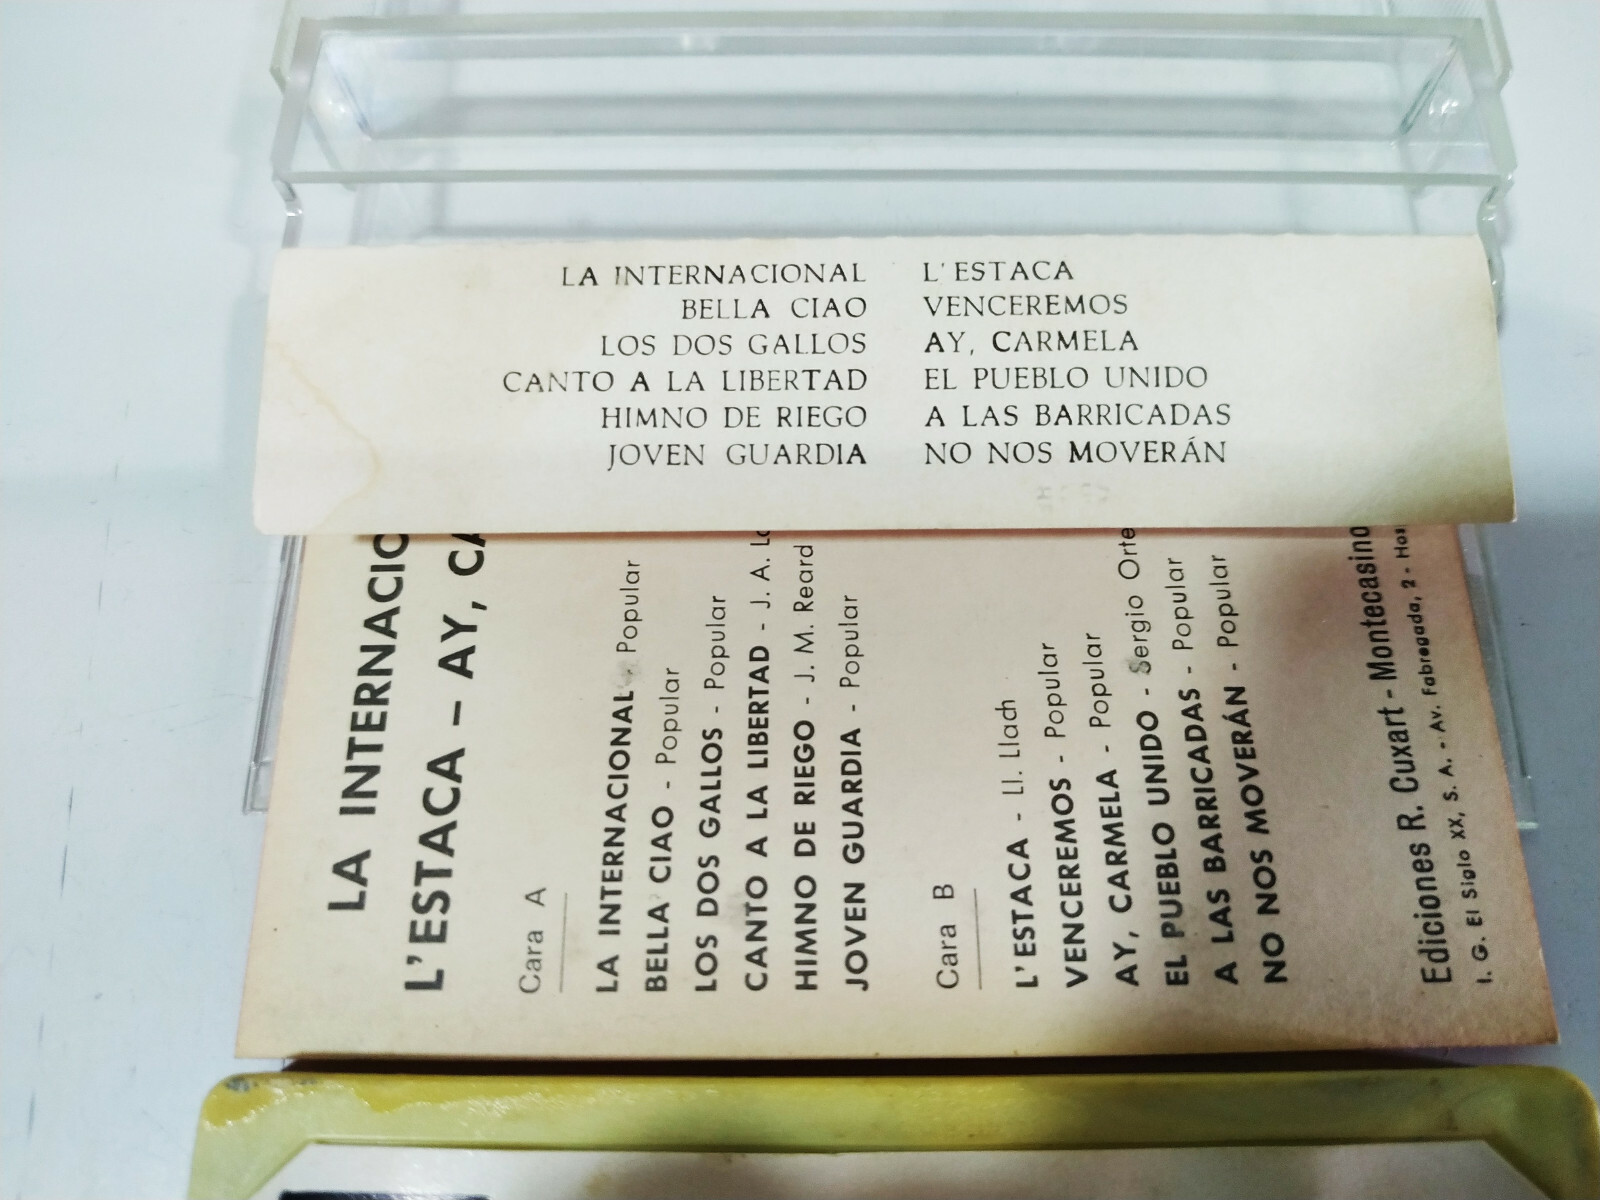 LA INTERNACIONAL
BELLA CIAO
LOS DOS GALLOS
CANTO A LA LIBERTAD
HIMNO DE RIEGO
JOVEN GUARDIA
L'ESTACA
VENCEREMOS
AY, CARMELA
EL PUEBLO UNIDO
A LAS BARRICADAS
NO NOS MOVERÁN
LA INTERNACIO
L'ESTACA – AY, CA
Cara A
LA INTERNACIONAL - Popular
BELLA CIAO - Popular
LOS DOS GALLOS - Popular
CANTO A LA LIBERTAD - J. A.
HIMNO DE RIEGO - J. M. Reard
JOVEN GUARDIA - Popular
Cara B
L'ESTACA - Ll. Llach
VENCEREMOS - Popular
AY, CARMELA - Popular
EL PUEBLO UNIDO - Sergio Orte
A LAS BARRICADAS - Popular
NO NOS MOVERÁN - Popular
Ediciones R. Cuxart - Montecasino
I. G. El Siglo XX, S. A. - Av. Fabregada, 2 - Hos